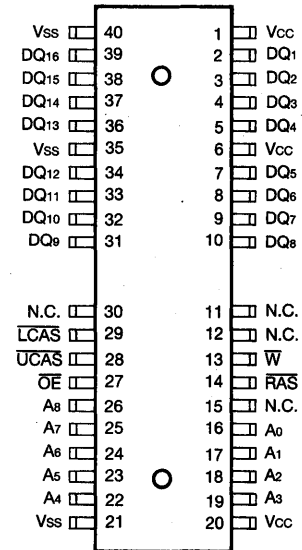 Vss 40 1 Vcc
DQ16 39 2 DQ1
DQ15 38 3 DQ2
DQ14 37 4 DQ3
DQ13 36 5 DQ4
Vss 35 6 Vcc
DQ12 34 7 DQ5
DQ11 33 8 DQ6
DQ10 32 9 DQ7
DQ9 31 10 DQ8
N.C. 30 11 N.C.
LCAS 29 12 N.C.
UCAS 28 13 W
OE 27 14 RAS
A8 26 15 N.C.
A7 25 16 A0
A6 24 17 A1
A5 23 18 A2
A4 22 19 A3
Vss 21 20 Vcc